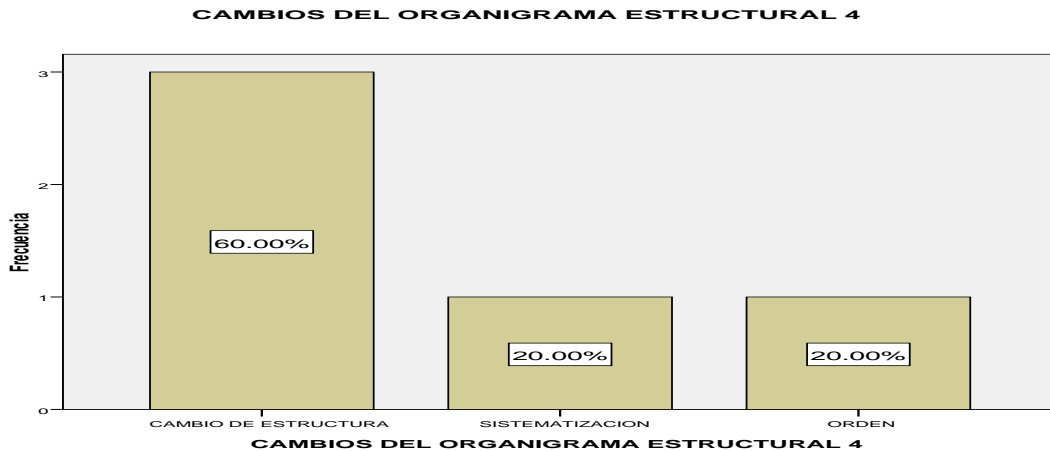 CAMBIOS DEL ORGANIGRAMA ESTRUCTURAL 4
Frecuencia
3
2
1
0
60.00%
20.00%
20.00%
CAMBIO DE ESTRUCTURA
SISTEMATIZACION
ORDEN
CAMBIOS DEL ORGANIGRAMA ESTRUCTURAL 4